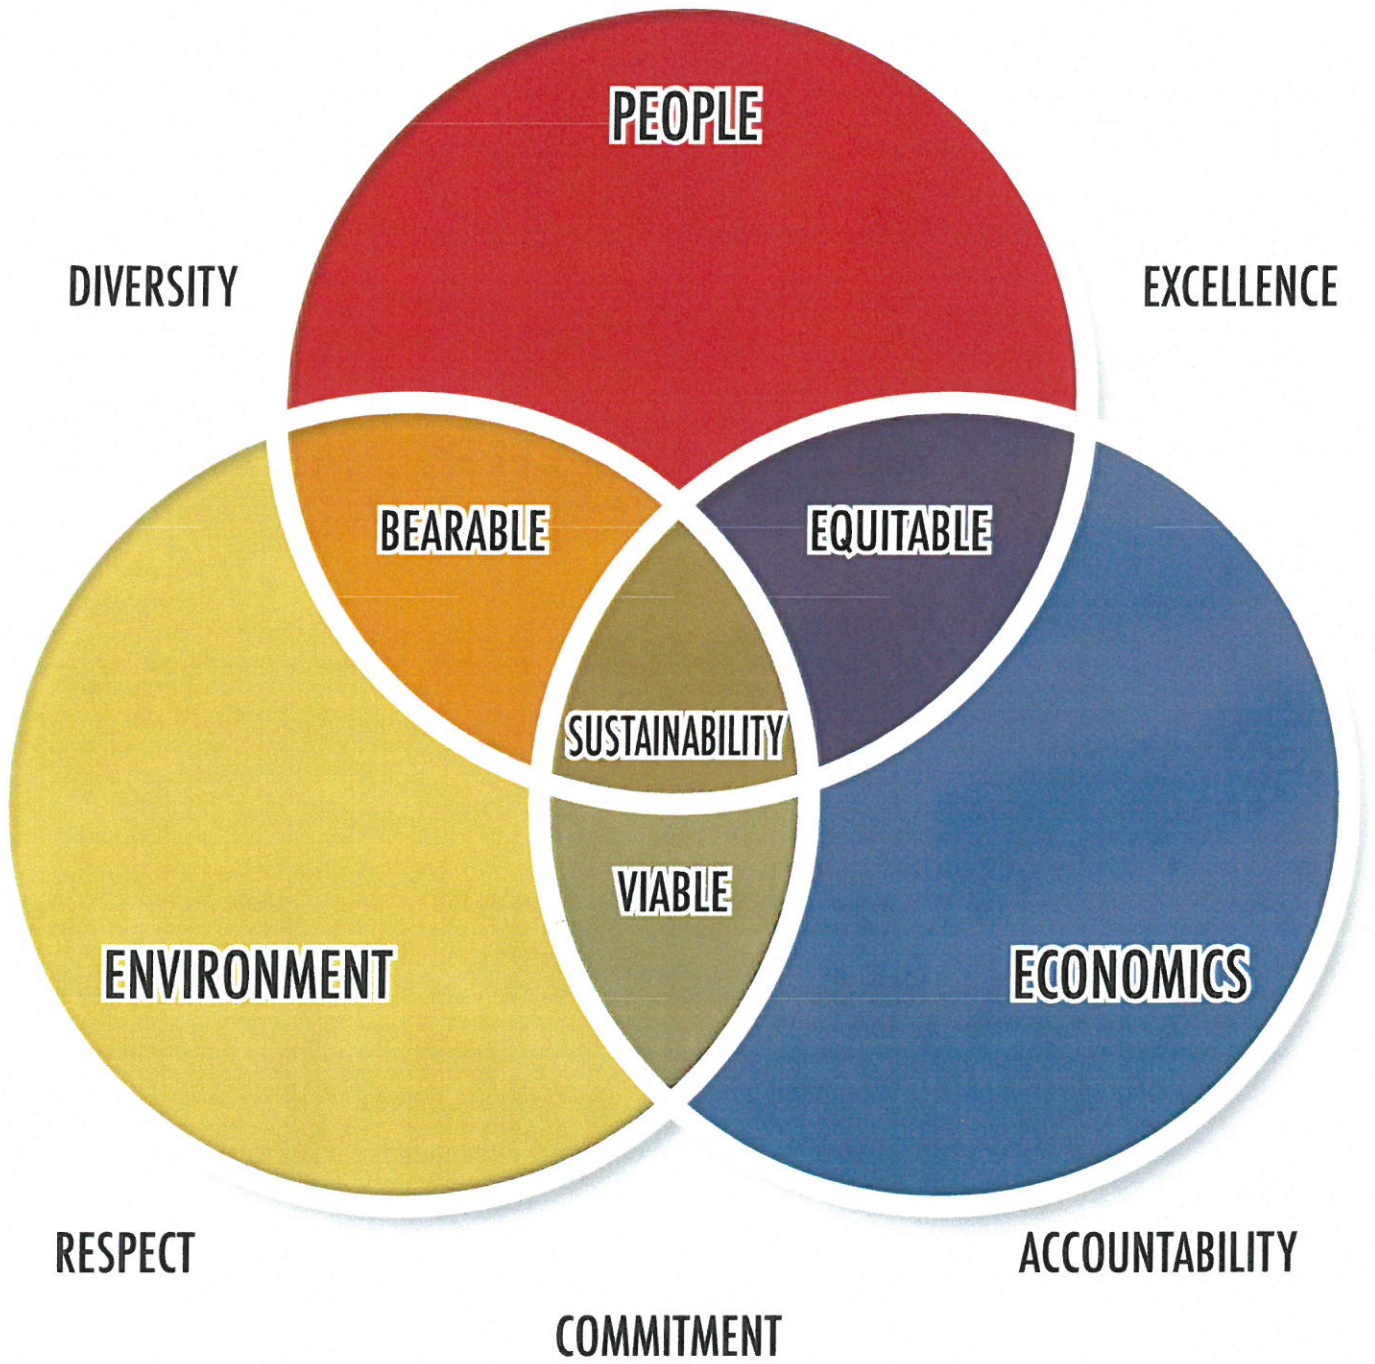 PEOPLE
DIVERSITY
EXCELLENCE
BEARABLE
EQUITABLE
SUSTAINABILITY
VIABLE
ENVIRONMENT
ECONOMICS
RESPECT
ACCOUNTABILITY
COMMITMENT